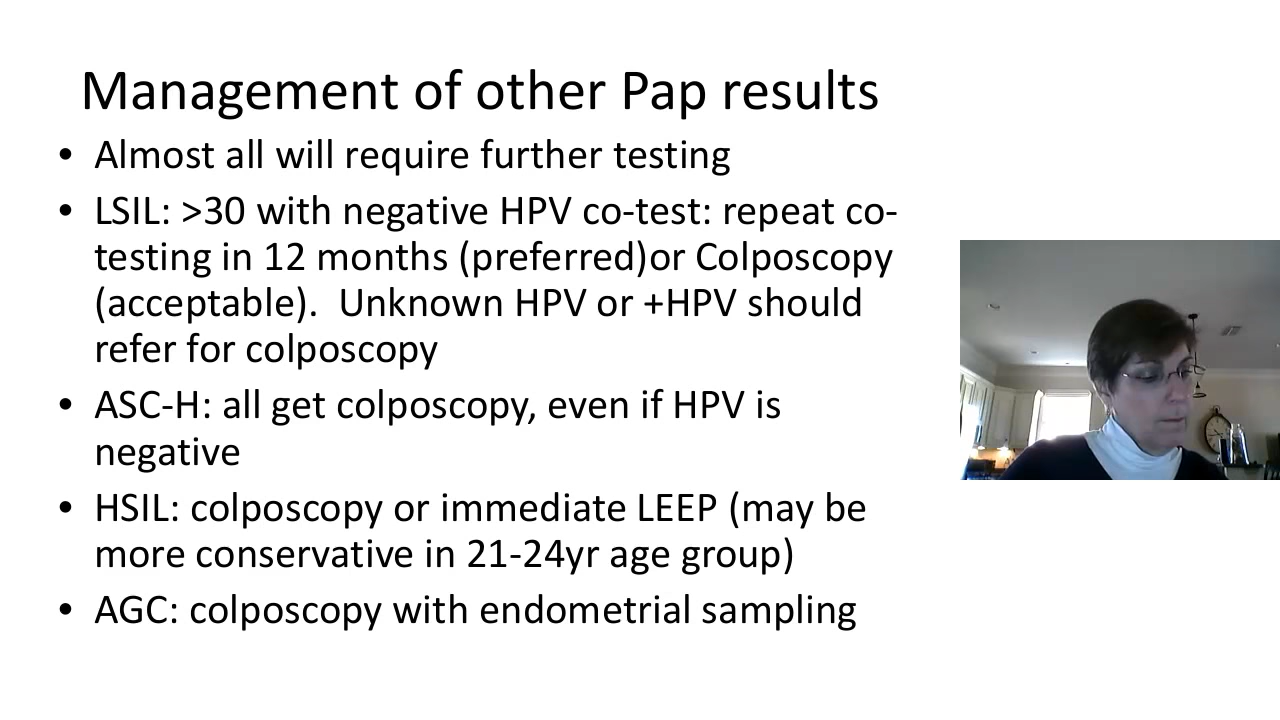 Management of other Pap results
• Almost all will require further testing
• LSIL: >30 with negative HPV co-test: repeat co-
testing in 12 months (preferred)or Colposcopy
(acceptable).  Unknown HPV or +HPV should
refer for colposcopy
• ASC-H: all get colposcopy, even if HPV is
negative
• HSIL: colposcopy or immediate LEEP (may be
more conservative in 21-24yr age group)
• AGC: colposcopy with endometrial sampling